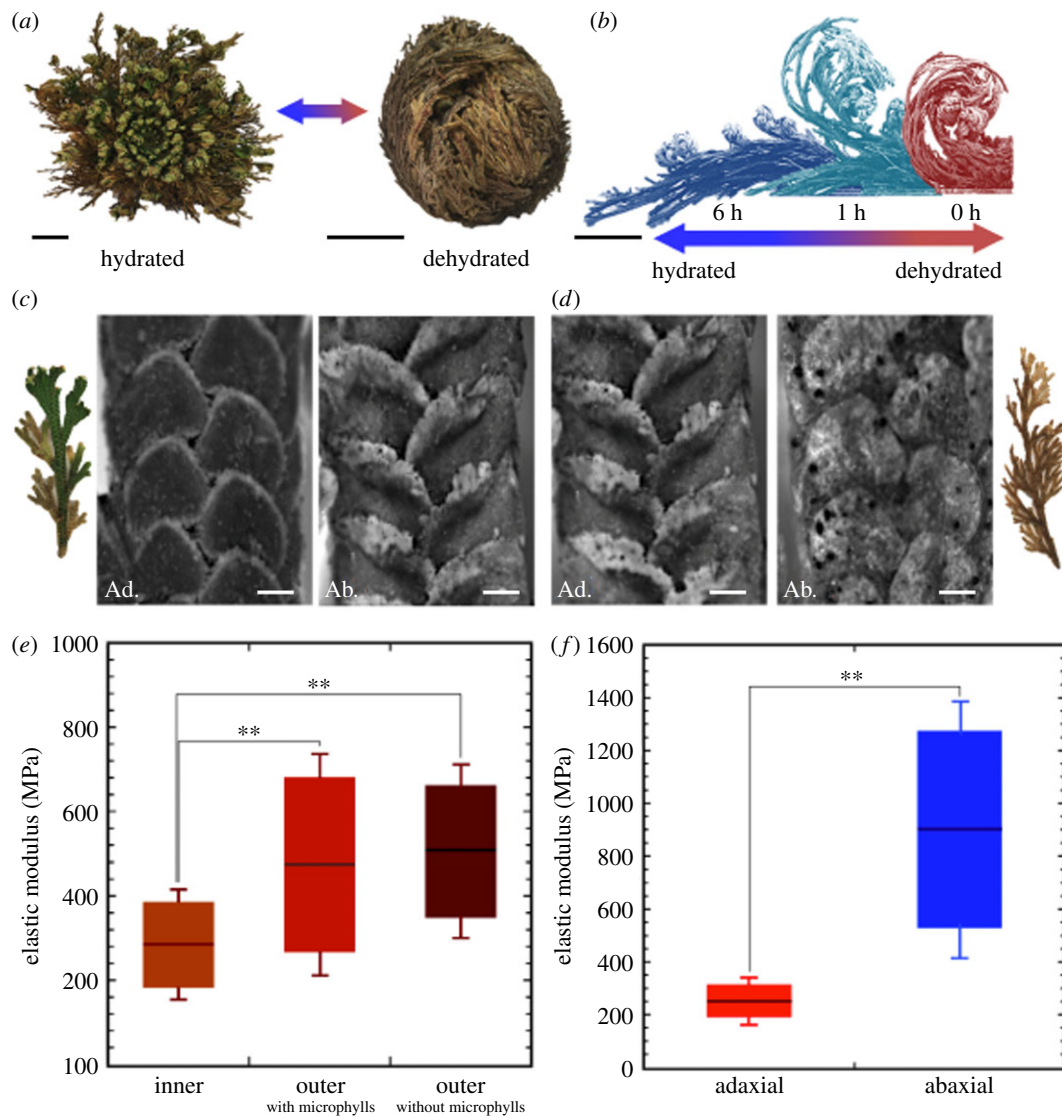 (a)
(b)
hydrated
dehydrated
6 h
1 h
0 h
hydrated
dehydrated
(c)
(d)
Ad.
Ab.
Ad.
Ab.
(e)
1000
800
600
400
200
100
elastic modulus (MPa)
**
**
inner
outer
with microphylls
outer
without microphylls
(f)
1600
1400
1200
1000
800
600
400
200
0
elastic modulus (MPa)
**
adaxial
abaxial